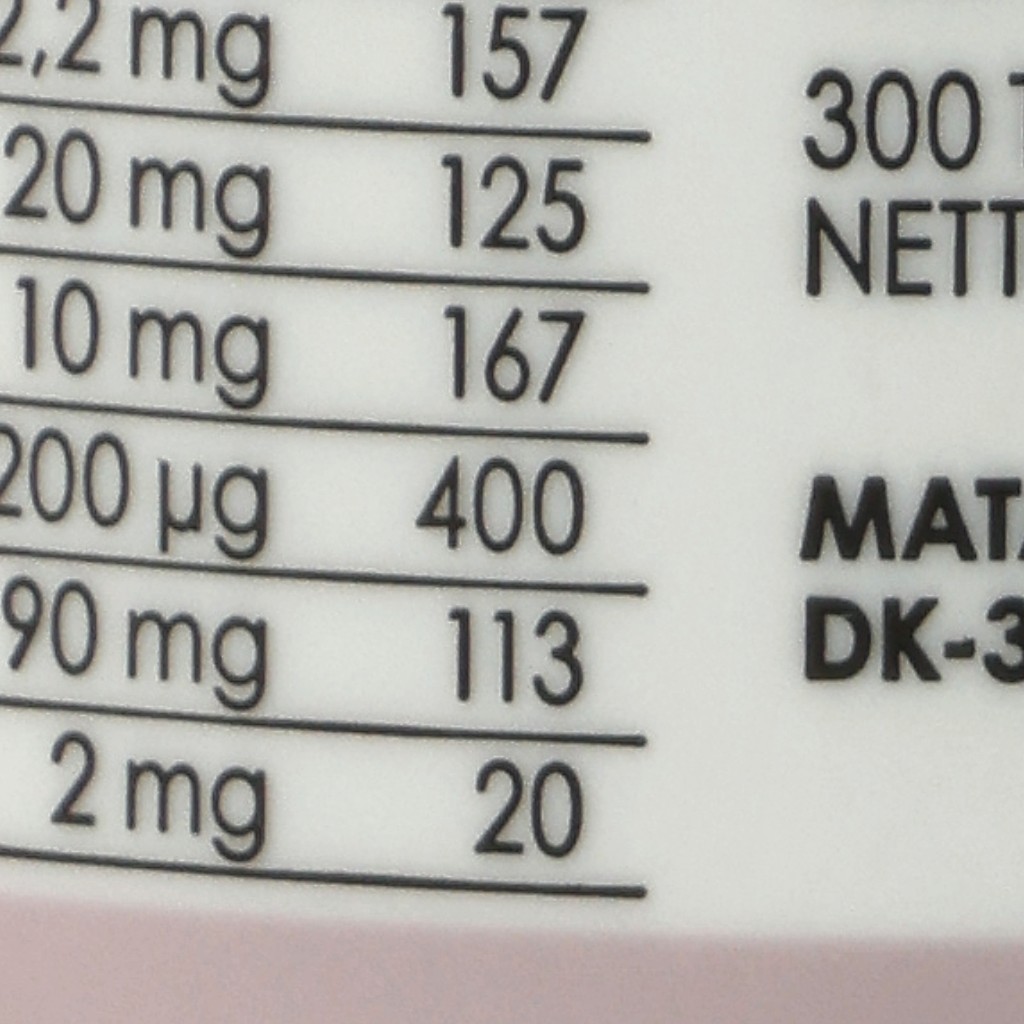 2,2 mg 157
20 mg 125
10 mg 167
200 µg 400
90 mg 113
2 mg 20
300
NETT
MAT
DK-3